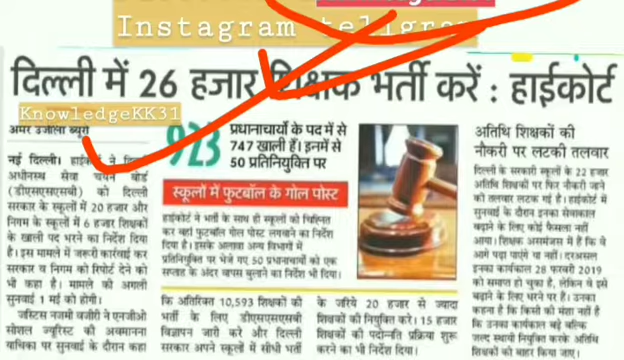 Instagram teligram
दिल्ली में 26 हजार शिक्षक भर्ती करें : हाईकोर्ट
KnowledgeKK31
अमर उजाला ब्यूरो
नई दिल्ली। हाईकोर्ट ने दिल्ली
अधीनस्थ सेवा चयन बोर्ड
(डीएसएसएसबी) को दिल्ली
सरकार के स्कूलों में 20 हजार और
निगम के स्कूलों में 6 हजार शिक्षकों
के खाली पद भरने का निर्देश दिया
है। इस मामले में जरूरी कार्रवाई कर
सरकार व निगम को रिपोर्ट देने को
भी कहा है। मामले की अगली
सुनवाई 1 मई को होगी।
जस्टिस नजमी वजीरी ने एनजीओ
सोशल ज्यूरिस्ट की अवमानना
याचिका पर सुनवाई के दौरान कहा
923 प्रधानाचार्यों के पद में से
747 खाली हैं। इनमें से
50 प्रतिनियुक्ति पर
स्कूलों में फुटबॉल के गोल पोस्ट
हाईकोर्ट ने भर्ती के साथ ही स्कूलों को चिह्नित
कर वहां फुटबॉल गोल पोस्ट लगवाने का निर्देश
दिया है। इसके अलावा अन्य विभागों में
प्रतिनियुक्ति पर भेजे गए 50 प्रधानाचार्यों को एक
सप्ताह के अंदर वापस बुलाने का निर्देश भी दिया।
कि अतिरिक्त 10,593 शिक्षकों की
भर्ती के लिए डीएसएसएसबी
विज्ञापन जारी करे और दिल्ली
सरकार अपने स्कूलों में सीधी भर्ती
के जरिये 20 हजार से ज्यादा
शिक्षकों की नियुक्ति करे। 15 हजार
शिक्षकों की पदोन्नति प्रक्रिया शुरू
करने का भी निर्देश दिया।
अतिथि शिक्षकों की
नौकरी पर लटकी तलवार
दिल्ली के सरकारी स्कूलों के 22 हजार
अतिथि शिक्षकों पर फिर नौकरी जाने
की तलवार लटक गई है। हाईकोर्ट में
सुनवाई के दौरान इनका सेवाकाल
बढ़ाने के लिए कोई फैसला नहीं
आया। शिक्षक असमंजस में हैं कि वे
आगे पढ़ा पाएंगे या नहीं। दरअसल
इनका कार्यकाल 28 फरवरी 2019
को समाप्त हो चुका है, लेकिन वे इसे
बढ़ाने के लिए धरने पर हैं। उनका
कहना है कि किसी की मंशा नहीं है
कि उनका कार्यकाल बढ़े बल्कि
जल्द स्थायी नियुक्ति करके अतिथि
शिक्षकों को बाहर किया जाए।